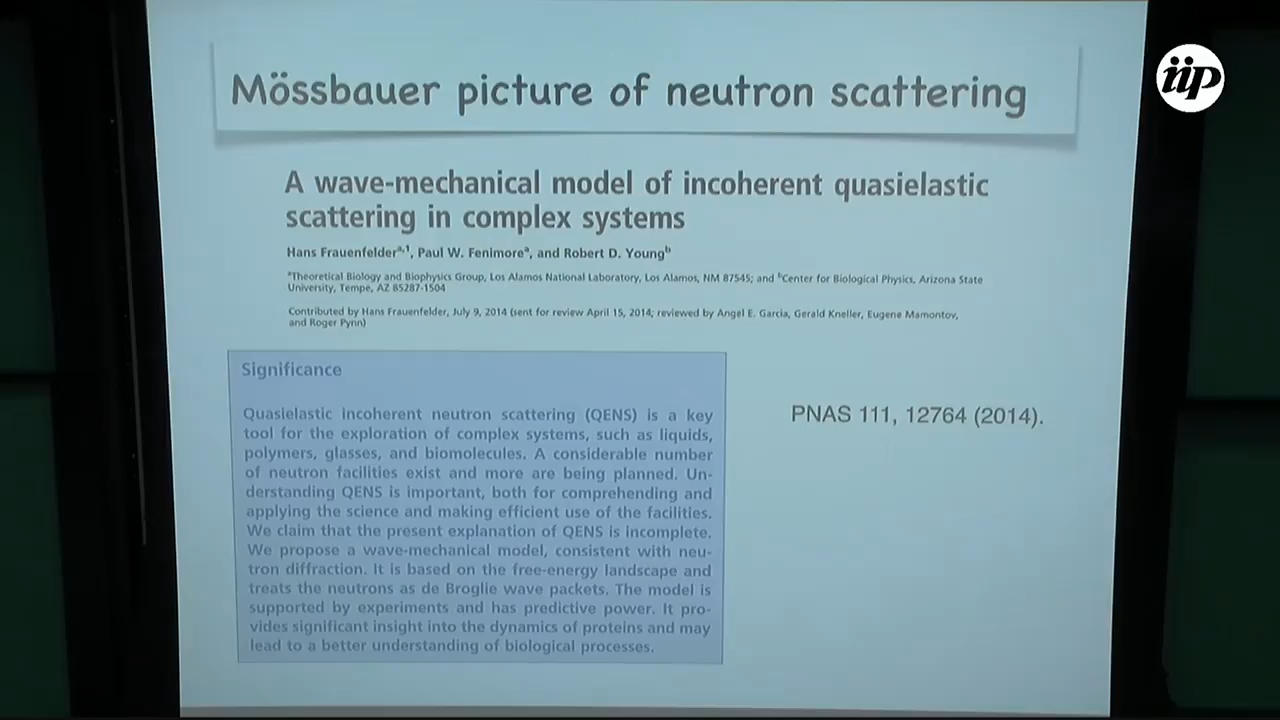 Mössbauer picture of neutron scattering
iip
A wave-mechanical model of incoherent quasielastic
scattering in complex systems
Hans Frauenfelderᵃ,¹, Paul W. Fenimoreᵃ, and Robert D. Youngᵇ
ᵃTheoretical Biology and Biophysics Group, Los Alamos National Laboratory, Los Alamos, NM 87545; and ᵇCenter for Biological Physics, Arizona State
University, Tempe, AZ 85287-1504
Contributed by Hans Frauenfelder, July 9, 2014 (sent for review April 15, 2014; reviewed by Angel E. Garcia, Gerald Kneller, Eugene Mamontov,
and Roger Pynn)
Significance
Quasielastic incoherent neutron scattering (QENS) is a key
tool for the exploration of complex systems, such as liquids,
polymers, glasses, and biomolecules. A considerable number
of neutron facilities exist and more are being planned. Un-
derstanding QENS is important, both for comprehending and
applying the science and making efficient use of the facilities.
We claim that the present explanation of QENS is incomplete.
We propose a wave-mechanical model, consistent with neu-
tron diffraction. It is based on the free-energy landscape and
treats the neutrons as de Broglie wave packets. The model is
supported by experiments and has predictive power. It pro-
vides significant insight into the dynamics of proteins and may
lead to a better understanding of biological processes.
PNAS 111, 12764 (2014).